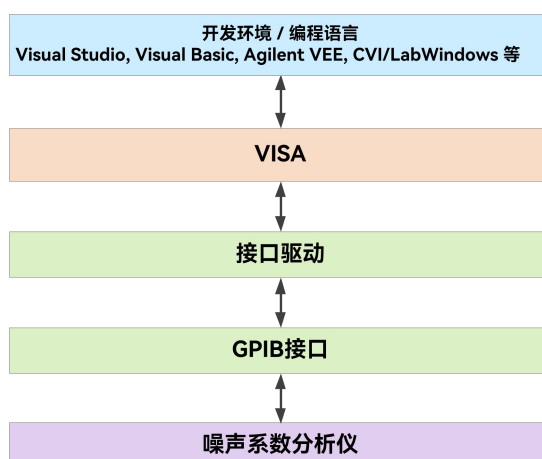 开发环境 / 编程语言
Visual Studio, Visual Basic, Agilent VEE, CVI/LabWindows 等
VISA
接口驱动
GPIB接口
噪声系数分析仪